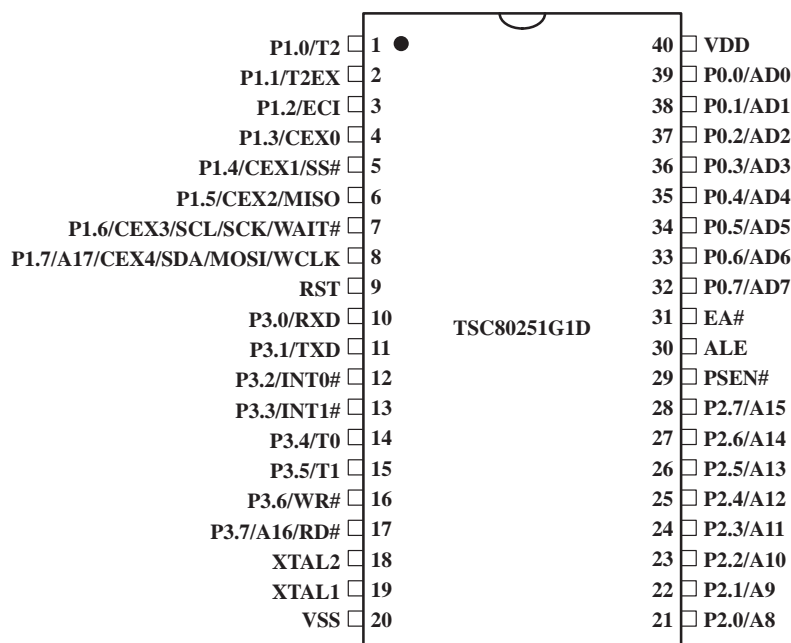 P1.0/T2 1 40 VDD
P1.1/T2EX 2 39 P0.0/AD0
P1.2/ECI 3 38 P0.1/AD1
P1.3/CEX0 4 37 P0.2/AD2
P1.4/CEX1/SS# 5 36 P0.3/AD3
P1.5/CEX2/MISO 6 35 P0.4/AD4
P1.6/CEX3/SCL/SCK/WAIT# 7 34 P0.5/AD5
P1.7/A17/CEX4/SDA/MOSI/WCLK 8 33 P0.6/AD6
RST 9 32 P0.7/AD7
P3.0/RXD 10 TSC80251G1D 31 EA#
P3.1/TXD 11 30 ALE
P3.2/INT0# 12 29 PSEN#
P3.3/INT1# 13 28 P2.7/A15
P3.4/T0 14 27 P2.6/A14
P3.5/T1 15 26 P2.5/A13
P3.6/WR# 16 25 P2.4/A12
P3.7/A16/RD# 17 24 P2.3/A11
XTAL2 18 23 P2.2/A10
XTAL1 19 22 P2.1/A9
VSS 20 21 P2.0/A8